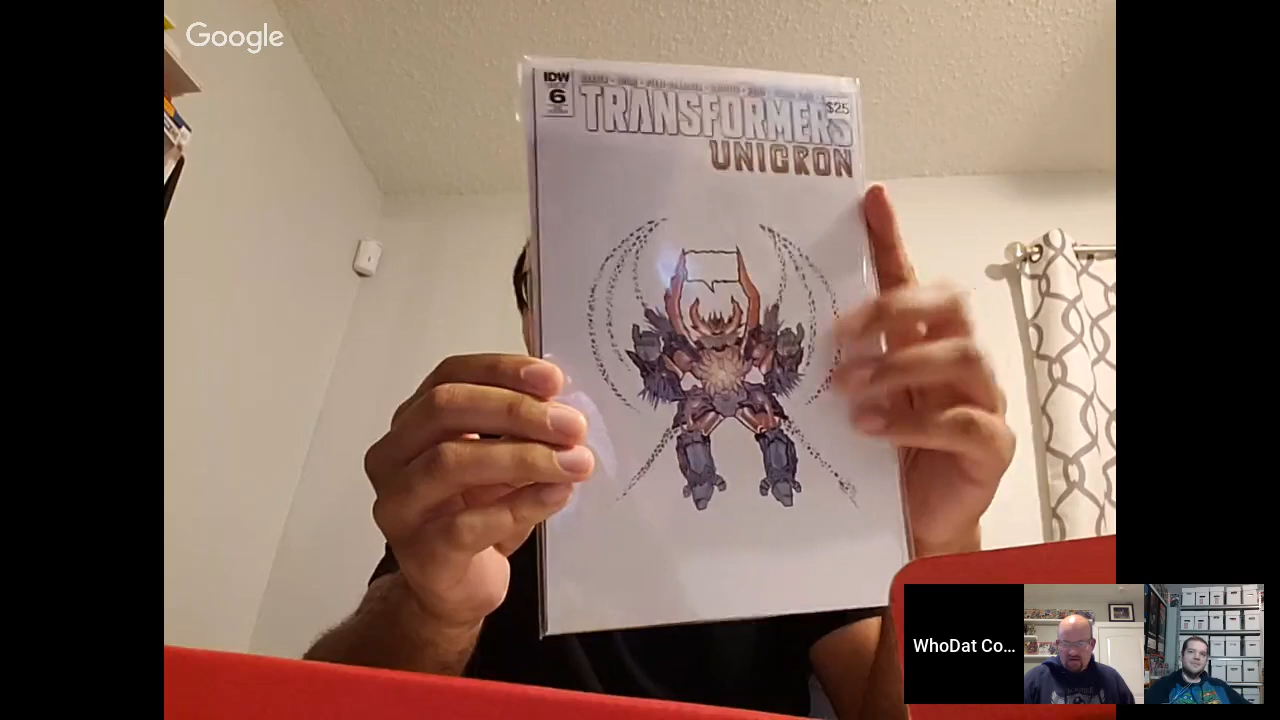 Google
IDW
6
$25
TRANSFORMERS
UNICRON
WhoDat Co...